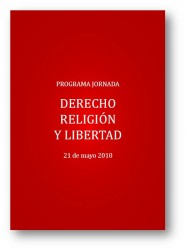 PROGRAMA JORNADA
DERECHO
RELIGIÓN
Y LIBERTAD
21 de mayo 2010